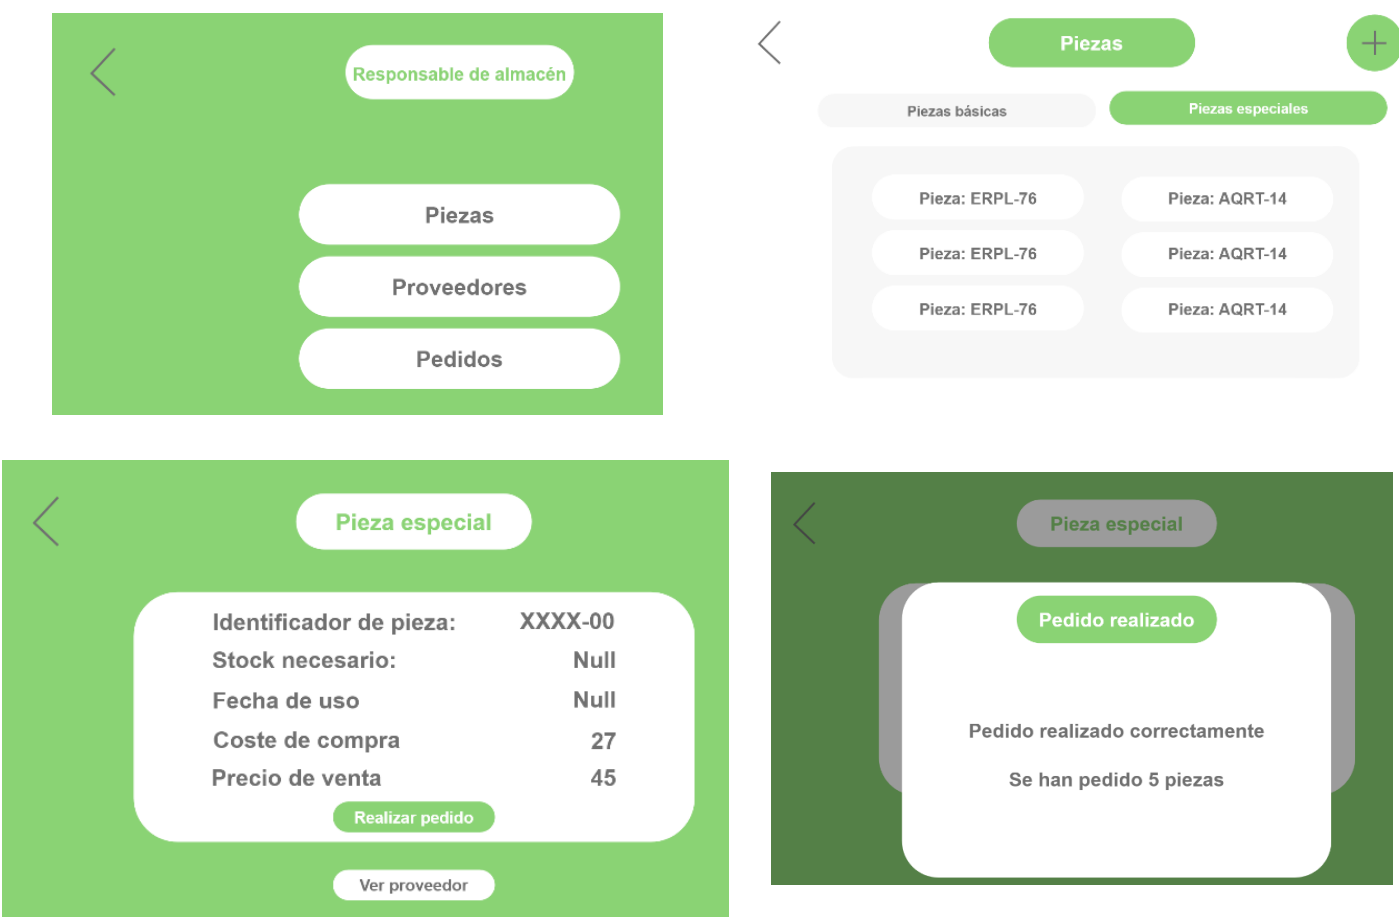 Responsable de almacén
Piezas
Proveedores
Pedidos
Piezas
Piezas básicas
Piezas especiales
Pieza: ERPL-76
Pieza: AQRT-14
Pieza: ERPL-76
Pieza: AQRT-14
Pieza: ERPL-76
Pieza: AQRT-14
Pieza especial
Identificador de pieza: XXXX-00
Stock necesario: Null
Fecha de uso Null
Coste de compra 27
Precio de venta 45
Realizar pedido
Ver proveedor
Pieza especial
Pedido realizado
Pedido realizado correctamente
Se han pedido 5 piezas